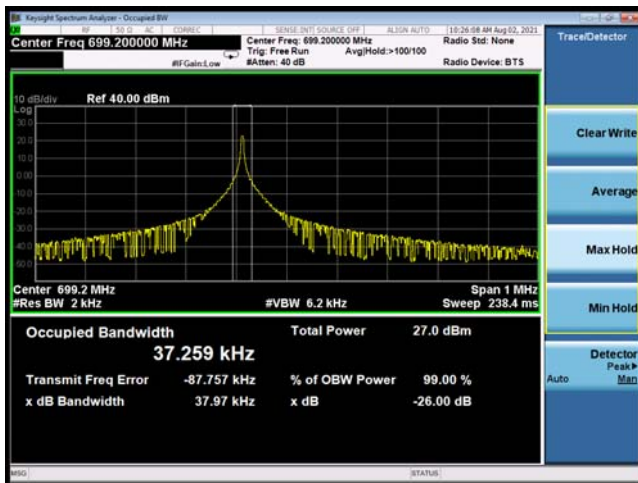 Keysight Spectrum Analyzer - Occupied BW
RF 50 Ω AC CORREC SENSE:INT SOURCE OFF ALIGN AUTO 10:26:08 AM Aug 02, 2021
Center Freq 699.200000 MHz Center Freq: 699.200000 MHz Radio Std: None Trace/Detector
Trig: Free Run Avg|Hold:>100/100
#IFGain:Low #Atten: 40 dB Radio Device: BTS
10 dB/div Ref 40.00 dBm
Log
30.0
20.0
10.0
0.00
-10.0
-20.0
-30.0
-40.0
-50.0
Center 699.2 MHz Span 1 MHz
#Res BW 2 kHz #VBW 6.2 kHz Sweep 238.4 ms
Occupied Bandwidth Total Power 27.0 dBm
37.259 kHz
Transmit Freq Error -87.757 kHz % of OBW Power 99.00 %
x dB Bandwidth 37.97 kHz x dB -26.00 dB
Clear Write
Average
Max Hold
Min Hold
Detector
Peak▶
Auto Man
MSG STATUS